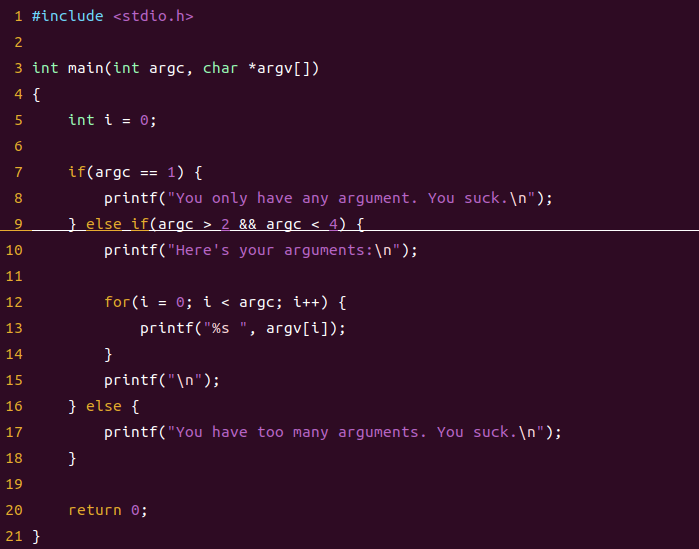 1 #include <stdio.h>
2
3 int main(int argc, char *argv[])
4 {
5     int i = 0;
6
7     if(argc == 1) {
8         printf("You only have any argument. You suck.\n");
9     } else if(argc > 2 && argc < 4) {
10         printf("Here's your arguments:\n");
11
12         for(i = 0; i < argc; i++) {
13             printf("%s ", argv[i]);
14         }
15         printf("\n");
16     } else {
17         printf("You have too many arguments. You suck.\n");
18     }
19
20     return 0;
21 }